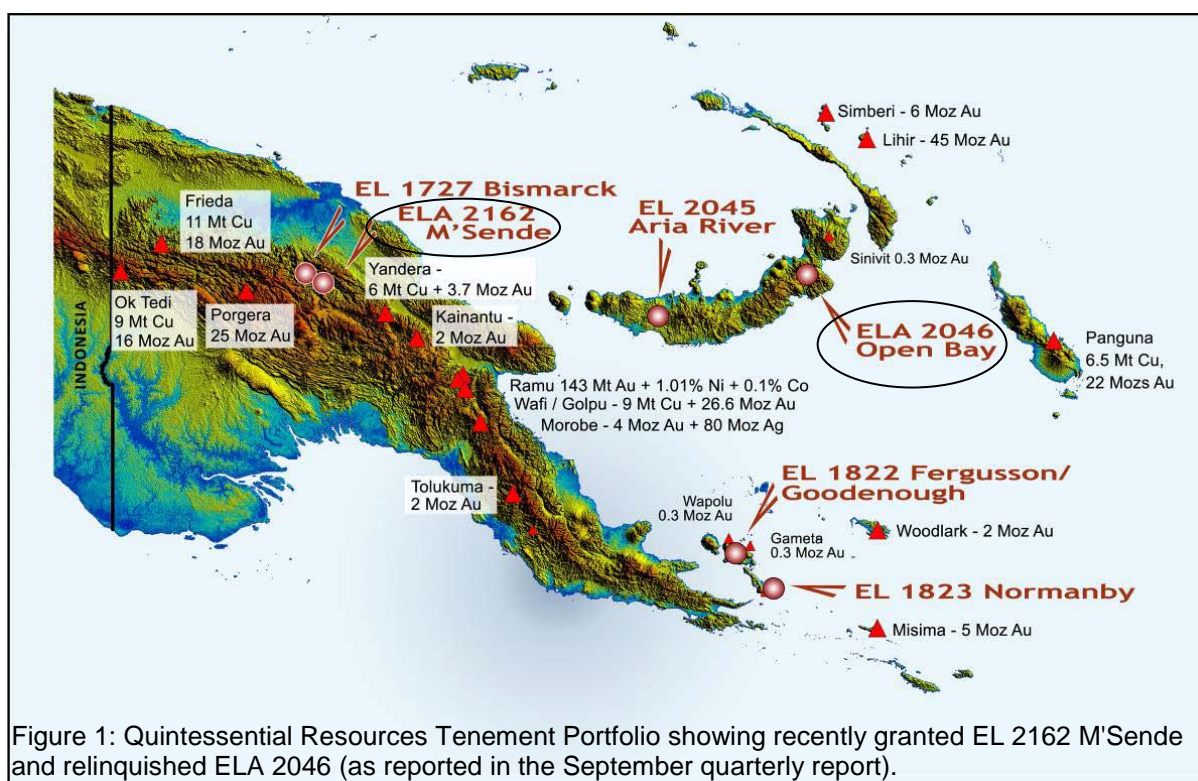 Simberi - 6 Moz Au
Lihir - 45 Moz Au
EL 1727 Bismarck
ELA 2162
M'Sende
Frieda
11 Mt Cu
18 Moz Au
EL 2045
Aria River
Sinivit 0.3 Moz Au
Yandera -
6 Mt Cu + 3.7 Moz Au
Ok Tedi
9 Mt Cu
16 Moz Au
Porgera
25 Moz Au
Kainantu -
2 Moz Au
ELA 2046
Open Bay
Panguna
6.5 Mt Cu,
22 Mozs Au
INDONESIA
Ramu 143 Mt Au + 1.01% Ni + 0.1% Co
Wafi / Golpu - 9 Mt Cu + 26.6 Moz Au
Morobe - 4 Moz Au + 80 Moz Ag
Tolukuma -
2 Moz Au
EL 1822 Fergusson/
Goodenough
Wapolu
0.3 Moz Au
Gameta
0.3 Moz Au
Woodlark - 2 Moz Au
EL 1823 Normanby
Misima - 5 Moz Au
Figure 1: Quintessential Resources Tenement Portfolio showing recently granted EL 2162 M'Sende
and relinquished ELA 2046 (as reported in the September quarterly report).